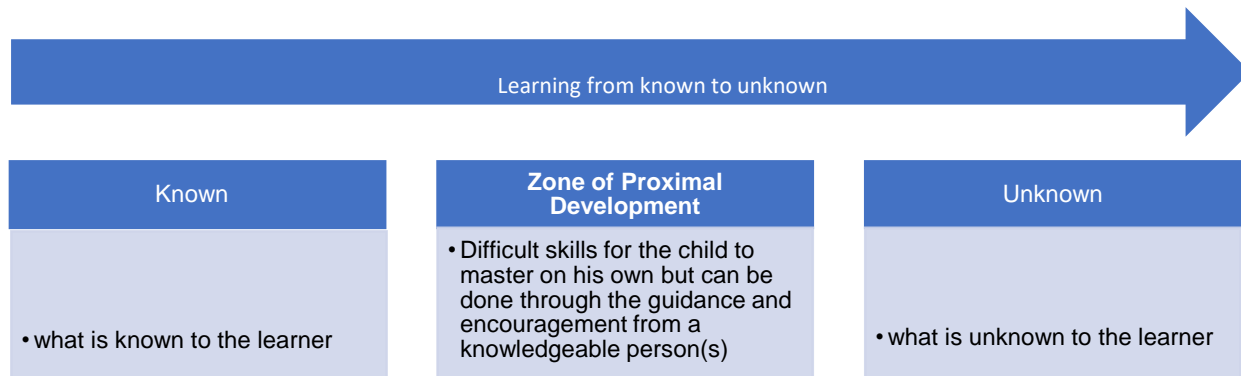 Learning from known to unknown
Known
• what is known to the learner
Zone of Proximal
Development
• Difficult skills for the child to
master on his own but can be
done through the guidance and
encouragement from a
knowledgeable person(s)
Unknown
• what is unknown to the learner